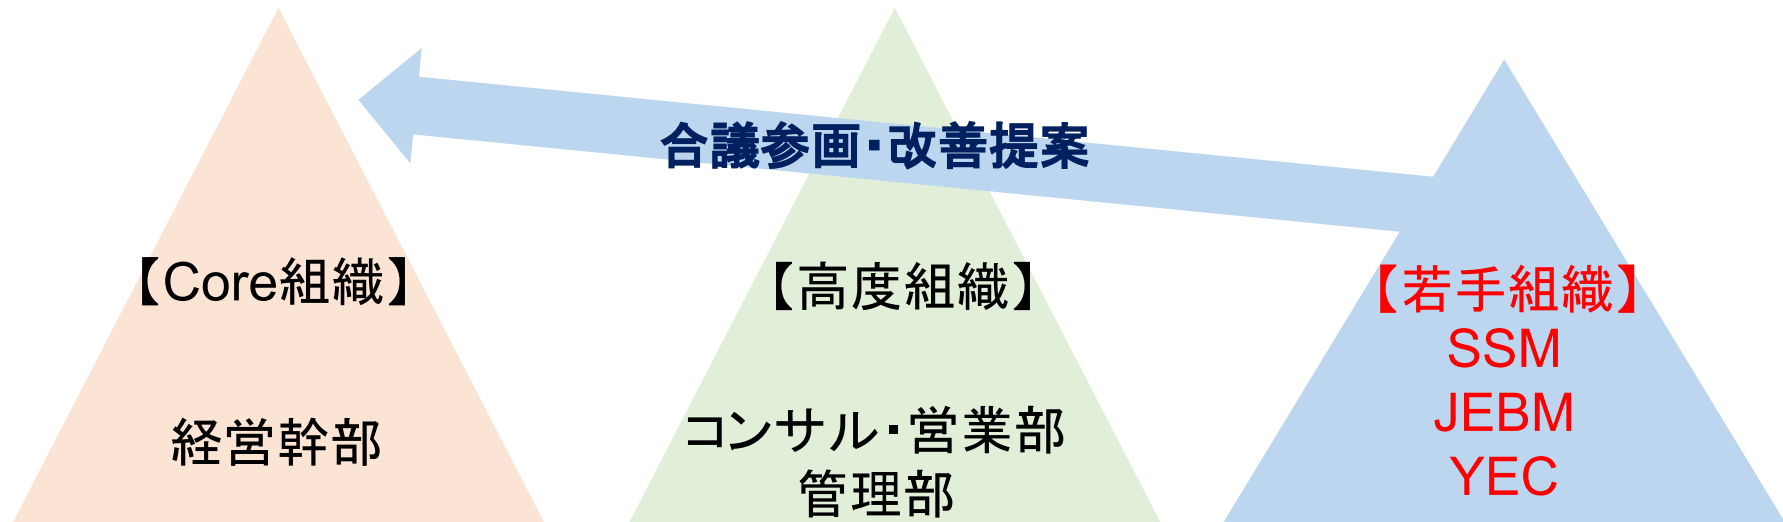 合議参画・改善提案
【Core組織】
経営幹部
【高度組織】
コンサル・営業部
管理部
【若手組織】
SSM
JEBM
YEC